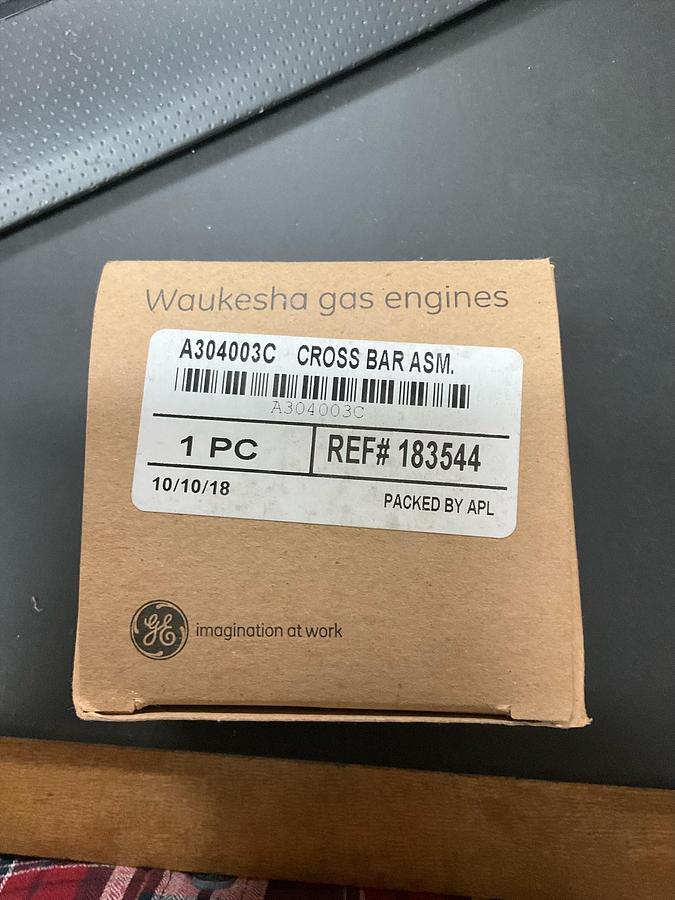 Waukesha gas engines
A304003C CROSS BAR ASM.
A304003C
1 PC REF# 183544
10/10/18 PACKED BY APL
GE imagination at work